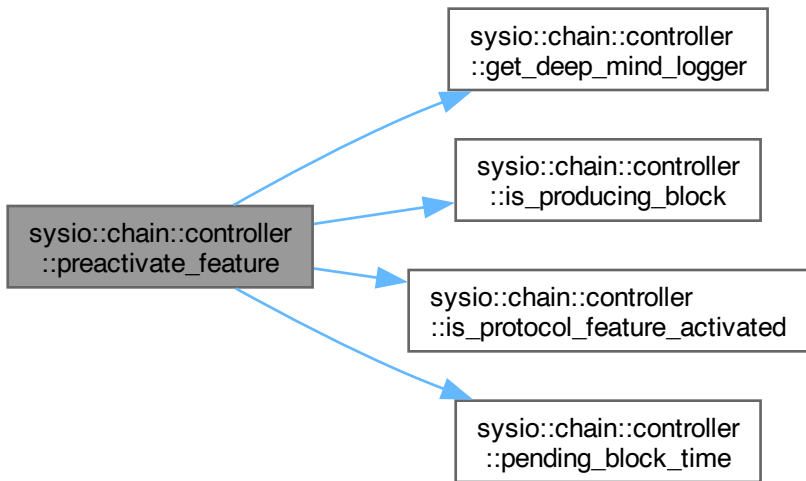 sysio::chain::controller
::get_deep_mind_logger
sysio::chain::controller
::is_producing_block
sysio::chain::controller
::preactivate_feature
sysio::chain::controller
::is_protocol_feature_activated
sysio::chain::controller
::pending_block_time